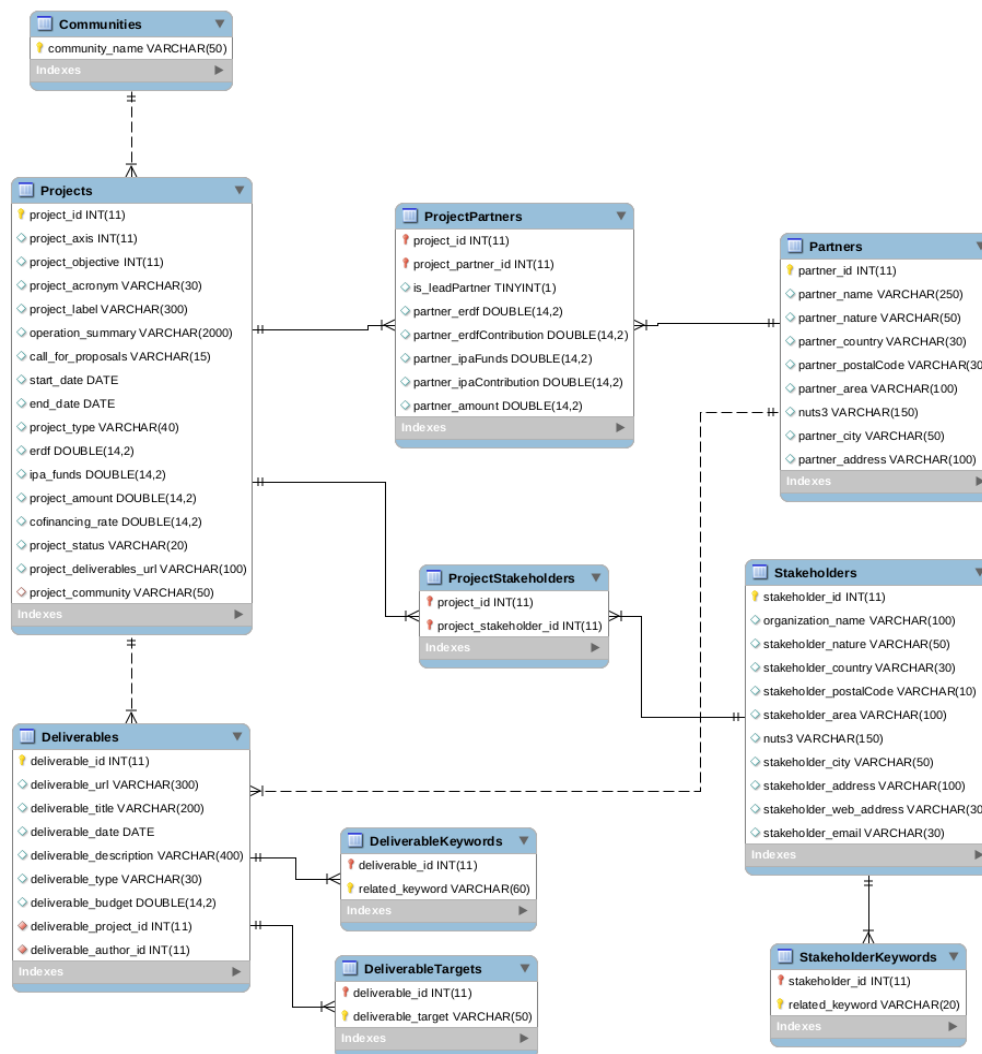 Communities
community_name VARCHAR(50)
Indexes
Projects
project_id INT(11)
project_axis INT(11)
project_objective INT(11)
project_acronym VARCHAR(30)
project_label VARCHAR(300)
operation_summary VARCHAR(2000)
call_for_proposals VARCHAR(15)
start_date DATE
end_date DATE
project_type VARCHAR(40)
erdf DOUBLE(14,2)
ipa_funds DOUBLE(14,2)
project_amount DOUBLE(14,2)
cofinancing_rate DOUBLE(14,2)
project_status VARCHAR(20)
project_deliverables_url VARCHAR(100)
project_community VARCHAR(50)
Indexes
ProjectPartners
project_id INT(11)
project_partner_id INT(11)
is_leadPartner TINYINT(1)
partner_erdf DOUBLE(14,2)
partner_erdfContribution DOUBLE(14,2)
partner_ipaFunds DOUBLE(14,2)
partner_ipaContribution DOUBLE(14,2)
partner_amount DOUBLE(14,2)
Indexes
Partners
partner_id INT(11)
partner_name VARCHAR(250)
partner_nature VARCHAR(50)
partner_country VARCHAR(30)
partner_postalCode VARCHAR(30
partner_area VARCHAR(100)
nuts3 VARCHAR(150)
partner_city VARCHAR(50)
partner_address VARCHAR(100)
Indexes
ProjectStakeholders
project_id INT(11)
project_stakeholder_id INT(11)
Indexes
Stakeholders
stakeholder_id INT(11)
organization_name VARCHAR(100)
stakeholder_nature VARCHAR(50)
stakeholder_country VARCHAR(30)
stakeholder_postalCode VARCHAR(10)
stakeholder_area VARCHAR(100)
nuts3 VARCHAR(150)
stakeholder_city VARCHAR(50)
stakeholder_address VARCHAR(100)
stakeholder_web_address VARCHAR(30
stakeholder_email VARCHAR(30)
Indexes
Deliverables
deliverable_id INT(11)
deliverable_url VARCHAR(300)
deliverable_title VARCHAR(200)
deliverable_date DATE
deliverable_description VARCHAR(400)
deliverable_type VARCHAR(30)
deliverable_budget DOUBLE(14,2)
deliverable_project_id INT(11)
deliverable_author_id INT(11)
Indexes
DeliverableKeywords
deliverable_id INT(11)
related_keyword VARCHAR(60)
Indexes
DeliverableTargets
deliverable_id INT(11)
deliverable_target VARCHAR(50)
Indexes
StakeholderKeywords
stakeholder_id INT(11)
related_keyword VARCHAR(20)
Indexes